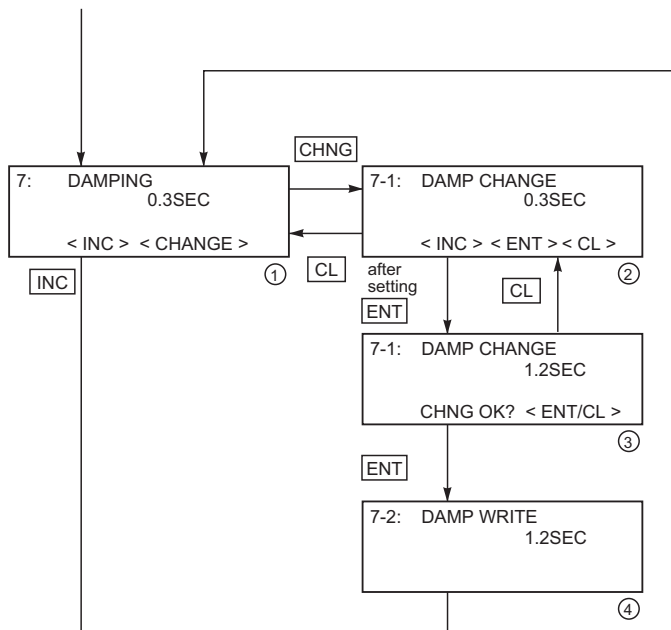 CHNG
7: DAMPING
0.3SEC
< INC > < CHANGE >
①
7-1: DAMP CHANGE
0.3SEC
< INC > < ENT > < CL >
②
INC
CL
after
setting
ENT
CL
7-1: DAMP CHANGE
1.2SEC
CHNG OK? < ENT/CL >
③
ENT
7-2: DAMP WRITE
1.2SEC
④